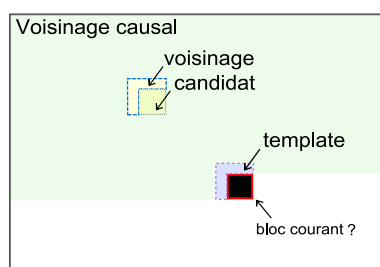 Voisinage causal
voisinage
candidat
template
bloc courant ?